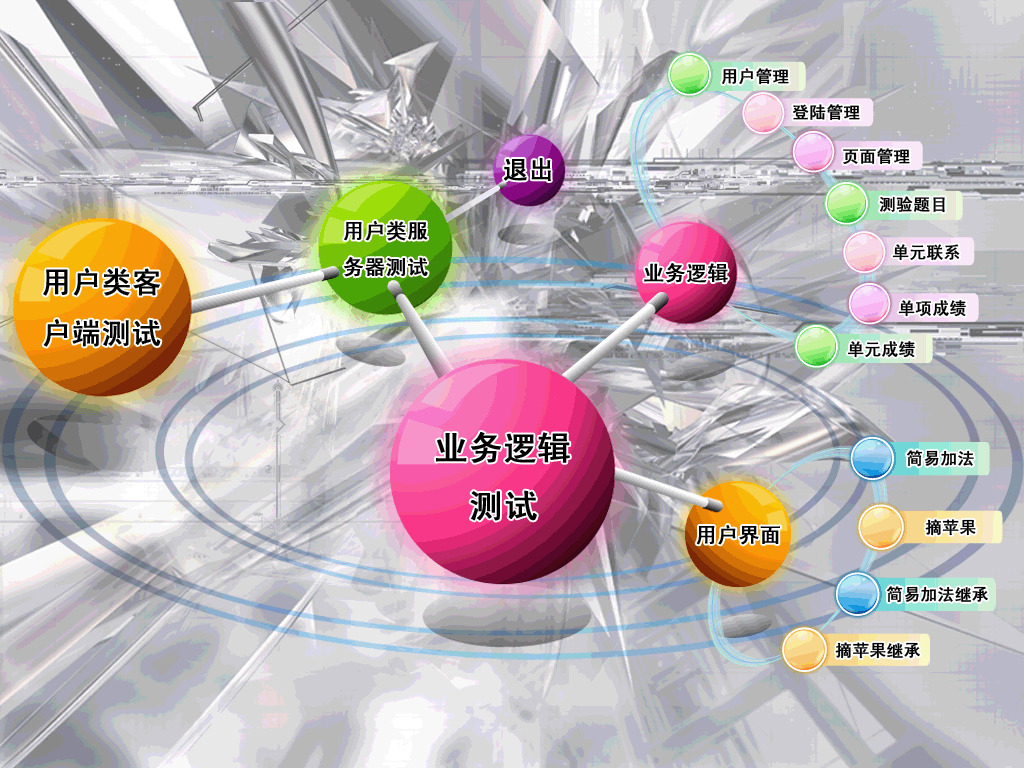 用户管理
登陆管理
页面管理
退出
测验题目
用户类服
务器测试
单元联系
业务逻辑
用户类客
户端测试
单项成绩
单元成绩
业务逻辑
测试
简易加法
摘苹果
用户界面
简易加法继承
摘苹果继承